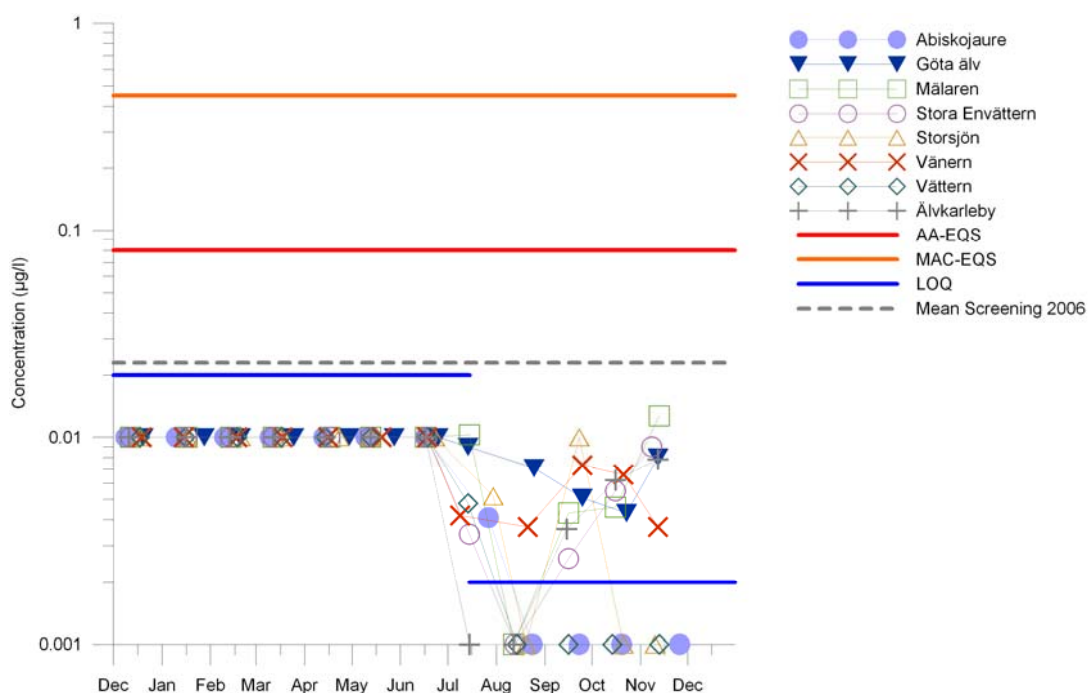 1
0.1
0.01
0.001
Concentration (µg/l)
Dec Jan Feb Mar Apr May Jun Jul Aug Sep Oct Nov Dec
Abiskojaure
Göta älv
Mälaren
Stora Envättern
Storsjön
Vänern
Vättern
Älvkarleby
AA-EQS
MAC-EQS
LOQ
Mean Screening 2006